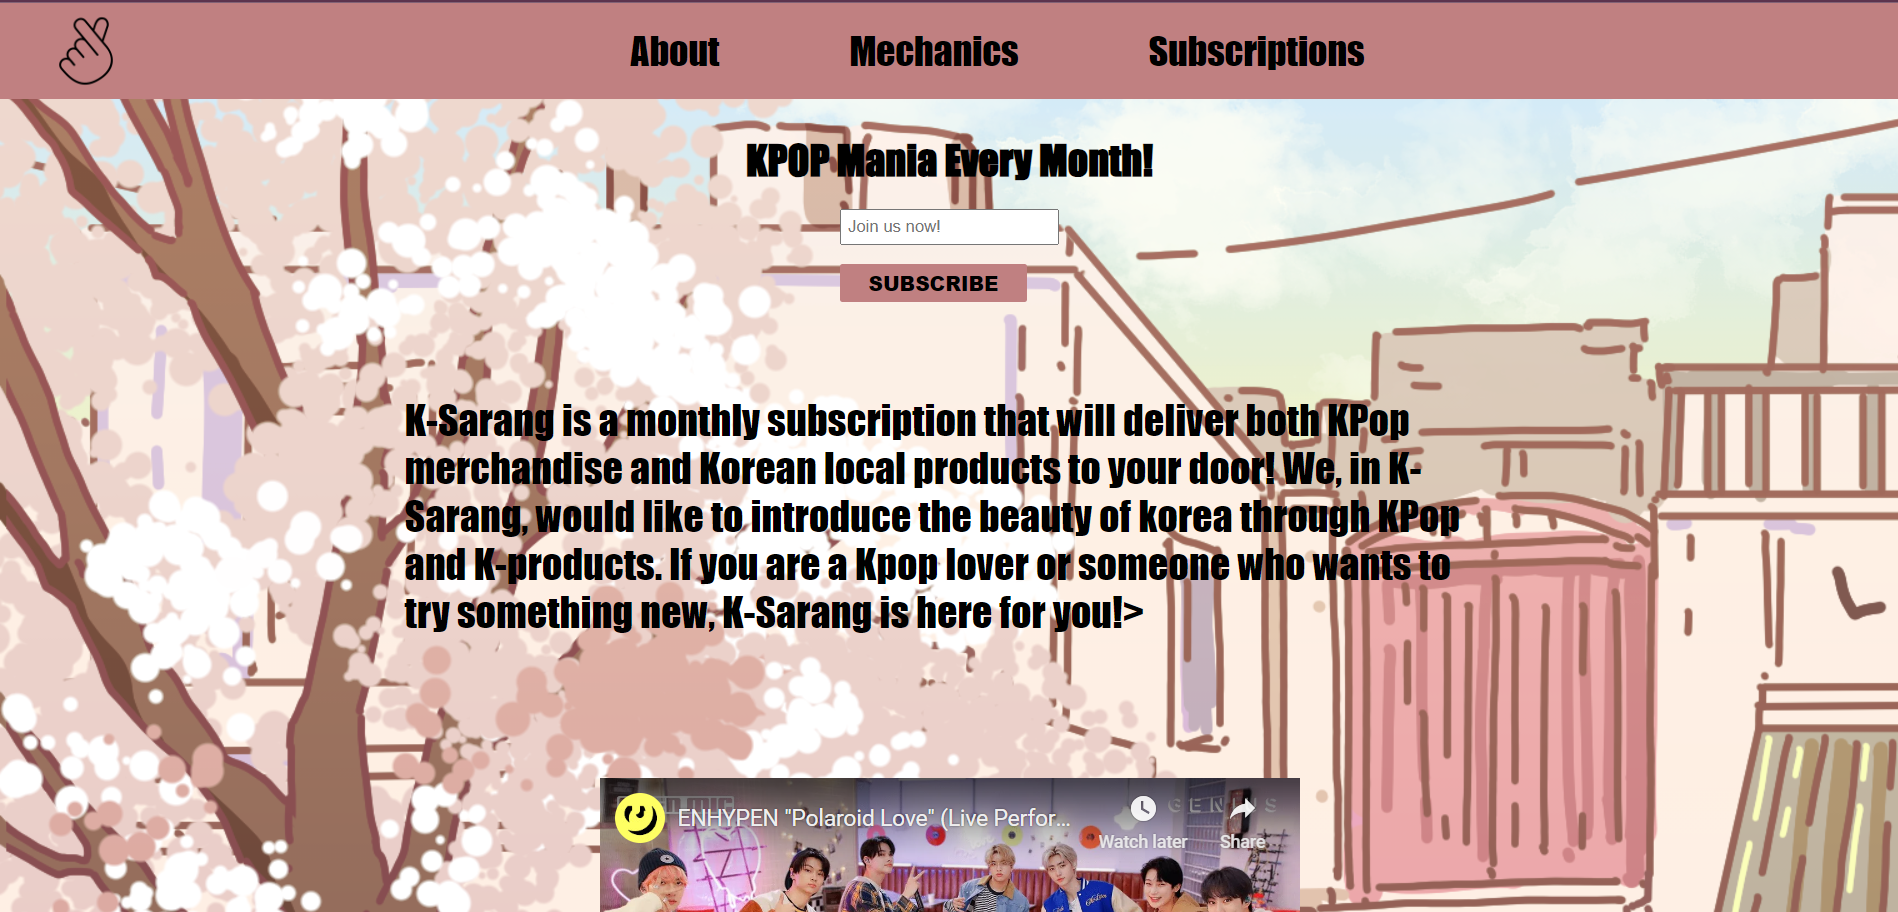 About Mechanics Subscriptions
KPOP Mania Every Month!
Join us now!
SUBSCRIBE
K-Sarang is a monthly subscription that will deliver both KPop
merchandise and Korean local products to your door! We, in K-
Sarang, would like to introduce the beauty of korea through KPop
and K-products. If you are a Kpop lover or someone who wants to
try something new, K-Sarang is here for you!>
GENIUS
ENHYPEN "Polaroid Love" (Live Perfor...
Watch later Share